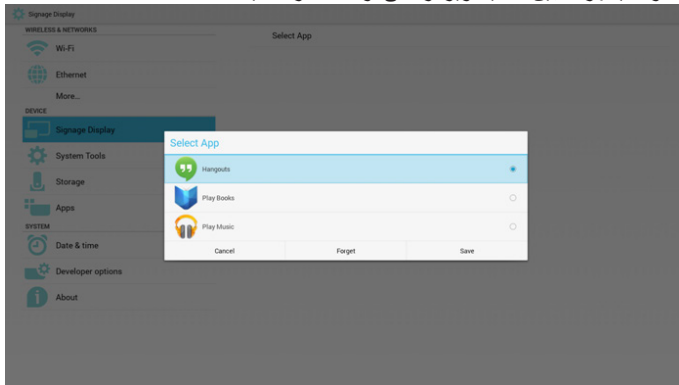 Signage Display
WIRELESS & NETWORKS
Select App
Wi-Fi
Ethernet
More...
DEVICE
Signage Display
System Tools
Storage
Apps
SYSTEM
Date & time
Developer options
About
Select App
Hangouts
Play Books
Play Music
Cancel Forget Save